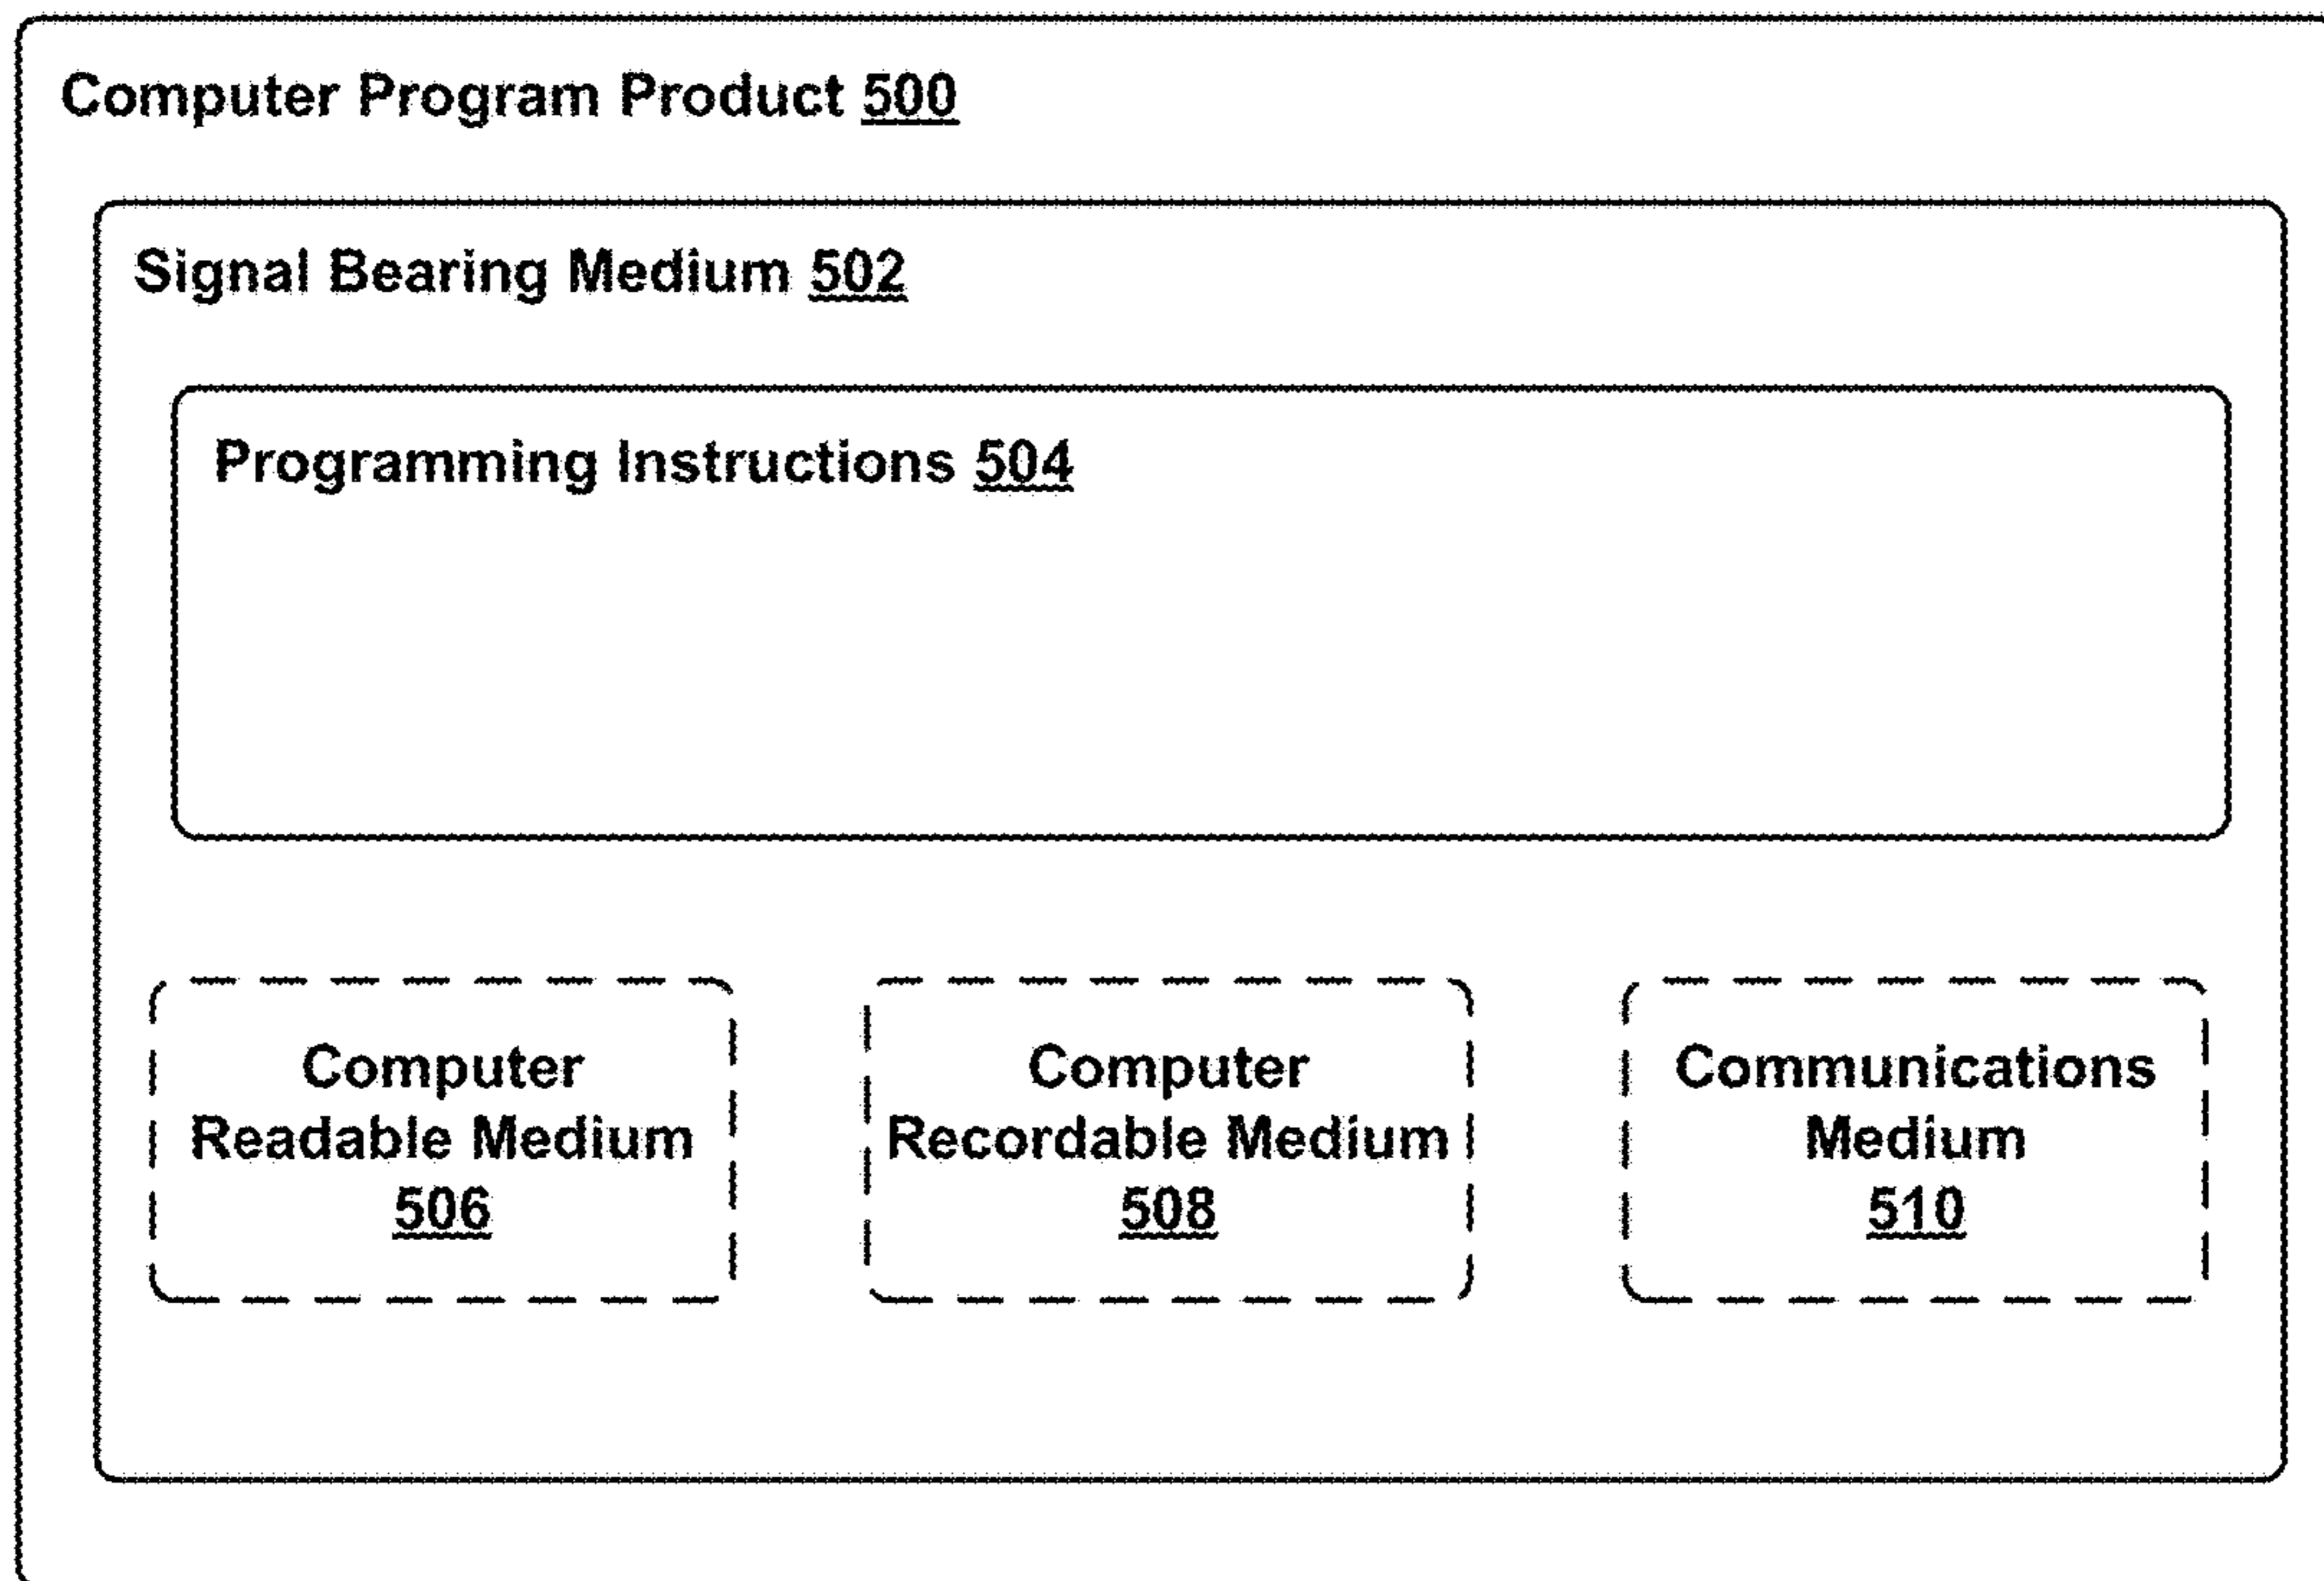 Computer Program Product 500
Signal Bearing Medium 502
Programming Instructions 504
Computer
Readable Medium
506
Computer
Recordable Medium
508
Communications
Medium
510